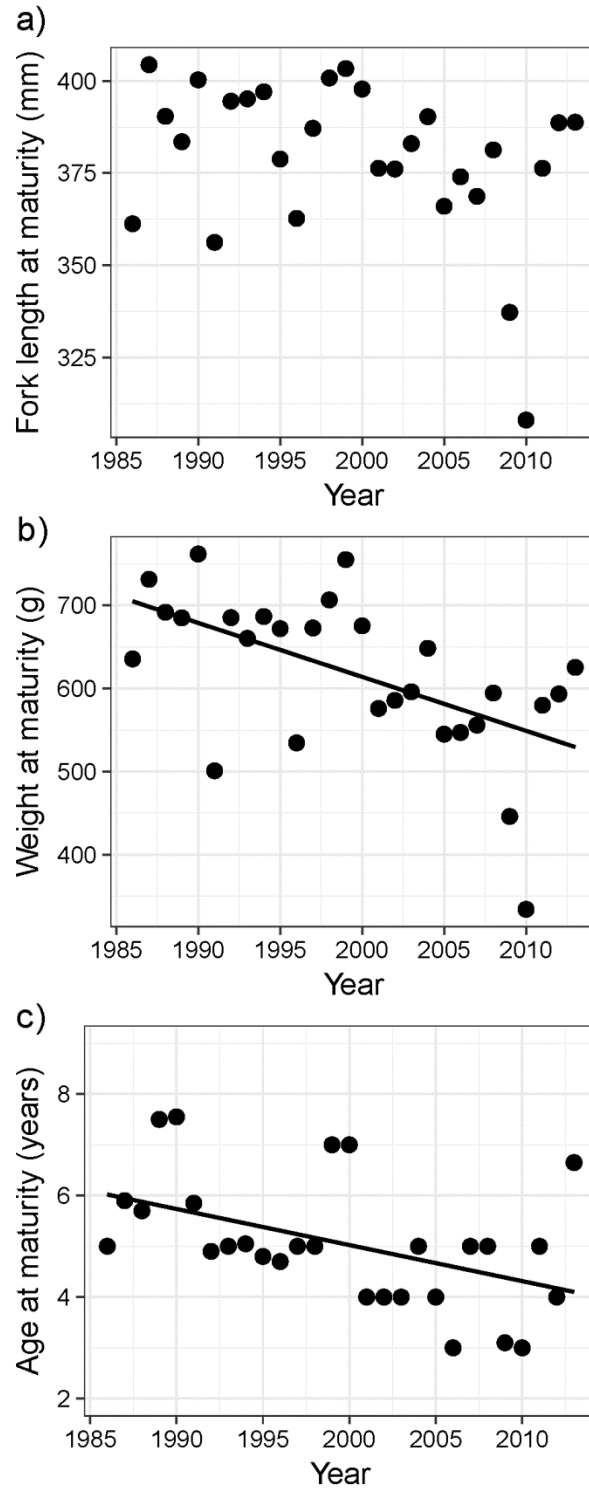 a)
Fork length at maturity (mm)
400
375
350
325
1985 1990 1995 2000 2005 2010
Year
b)
Weight at maturity (g)
700
600
500
400
1985 1990 1995 2000 2005 2010
Year
c)
Age at maturity (years)
8
6
4
2
1985 1990 1995 2000 2005 2010
Year